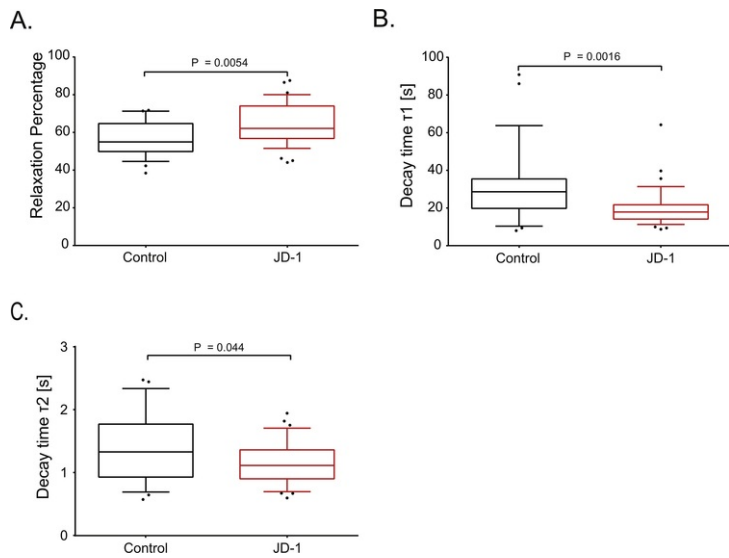 A.
P = 0.0054
Relaxation Percentage
100
80
60
40
20
0
Control JD-1
B.
P = 0.0016
Decay time τ1 [s]
100
80
60
40
20
0
Control JD-1
C.
P = 0.044
Decay time τ2 [s]
3
2
1
0
Control JD-1